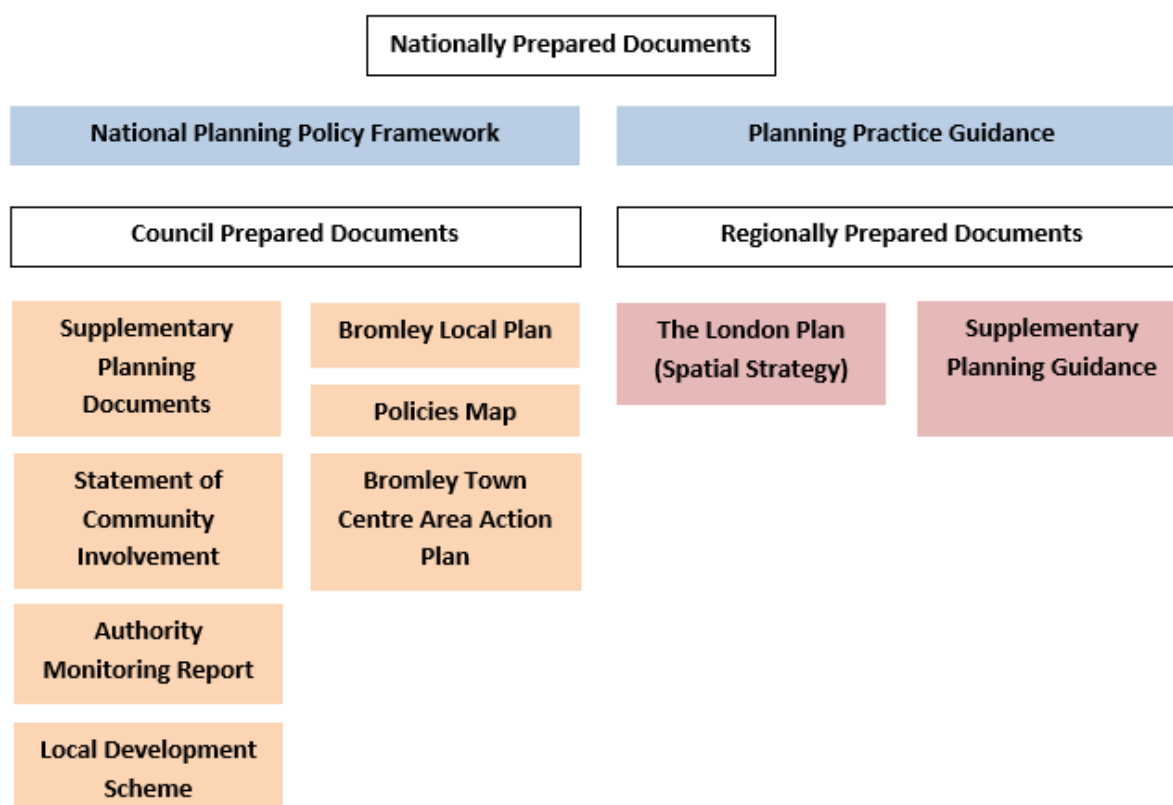 Nationally Prepared Documents
National Planning Policy Framework
Planning Practice Guidance
Council Prepared Documents
Regionally Prepared Documents
Supplementary
Planning
Documents
Bromley Local Plan
Policies Map
The London Plan
(Spatial Strategy)
Supplementary
Planning Guidance
Statement of
Community
Involvement
Bromley Town
Centre Area Action
Plan
Authority
Monitoring Report
Local Development
Scheme